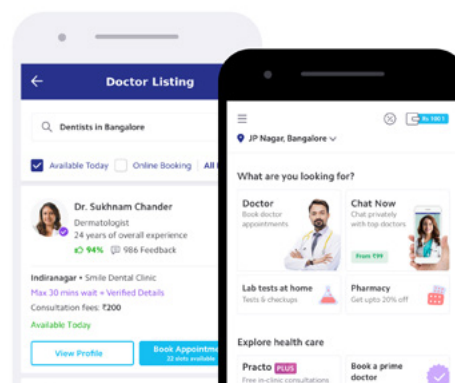 Doctor Listing
Dentists in Bangalore
Available Today Online Booking All
Dr. Sukhnam Chander
Dermatologist
24 years of overall experience
94% 986 Feedback
Indiranagar • Smile Dental Clinic
Max 30 mins wait + Verified Details
Consultation fees: ₹200
Available Today
View Profile
Book Appointme
22 slots available
JP Nagar, Bangalore
What are you looking for?
Doctor
Book doctor
appointments
Chat Now
Chat privately
with top doctors
From ₹99
Lab tests at home
Tests & checkups
Pharmacy
Get upto 20% off
Explore health care
Practo PLUS
Free in-clinic consultations
Book a prime
doctor